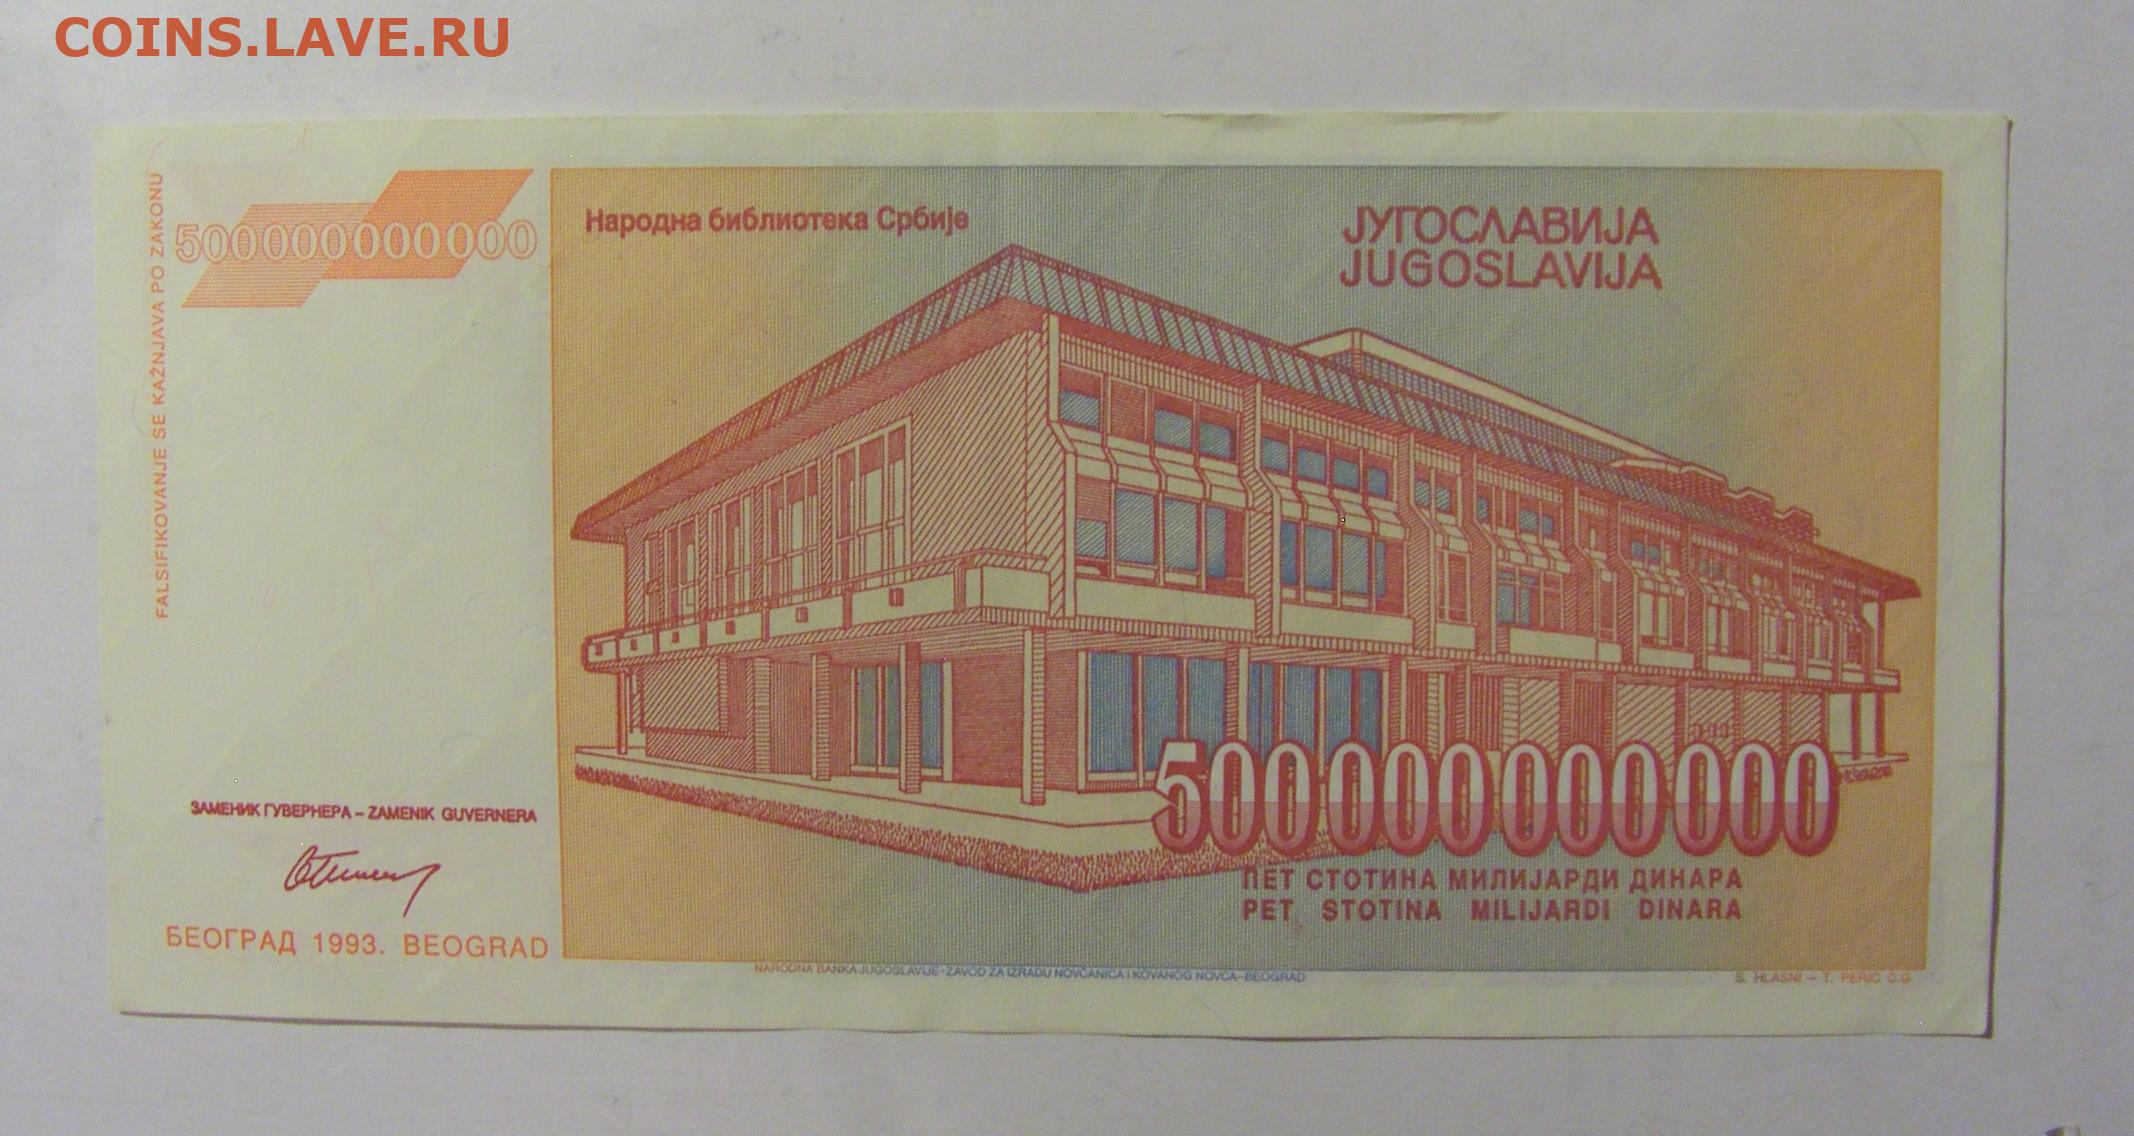 COINS.LAVE.RU
FALSIFIKOVANJE SE KAŽNJAVA PO ZAKONU
500000000000
Народна библиотека Србије
ЈУГОСЛАВИЈА
JUGOSLAVIJA
ЗАМЕНИК ГУВЕРНЕРА – ZAMENIK GUVERNERA
БЕОГРАД 1993. BEOGRAD
500 000 000 000
ПЕТ СТОТИНА МИЛИЈАРДИ ДИНАРА
PET STOTINA MILIJARDI DINARA
NARODNA BANKA JUGOSLAVIJE-ZAVOD ZA IZRADU NOVČANICA I KOVANOG NOVCA-BEOGRAD
S. HLASNI – T. PERIĆ Č.G.